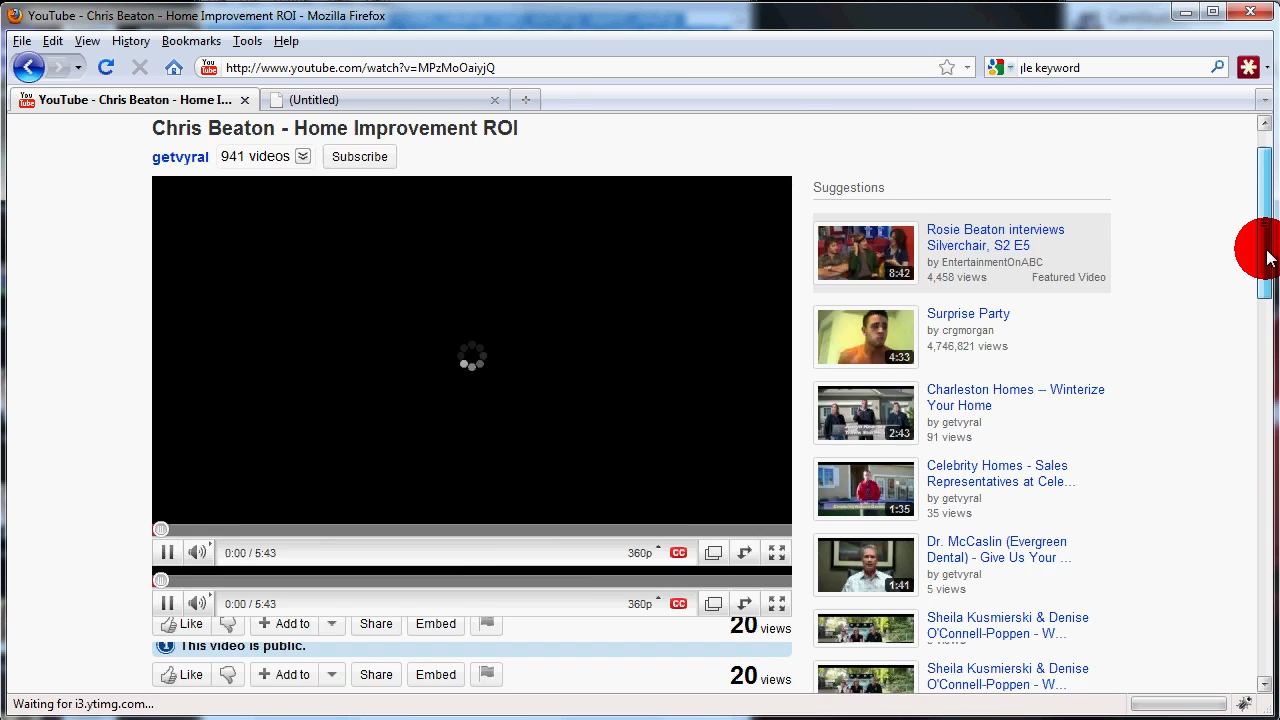 YouTube - Chris Beaton - Home Improvement ROI - Mozilla Firefox
File Edit View History Bookmarks Tools Help
You Tube http://www.youtube.com/watch?v=MPzMoOaiyjQ
gle keyword
You Tube YouTube - Chris Beaton - Home I...
(Untitled)
Chris Beaton - Home Improvement ROI
getvyral 941 videos Subscribe
0:00 / 5:43 360p CC
0:00 / 5:43 360p CC
Like Add to Share Embed 20 views
This video is public.
Like Add to Share Embed 20 views
Suggestions
8:42
Rosie Beaton interviews
Silverchair, S2 E5
by EntertainmentOnABC
4,458 views Featured Video
4:33
Surprise Party
by crgmorgan
4,746,821 views
2:43
Charleston Homes -- Winterize
Your Home
by getvyral
91 views
1:35
Celebrity Homes - Sales
Representatives at Cele...
by getvyral
35 views
1:41
Dr. McCaslin (Evergreen
Dental) - Give Us Your ...
by getvyral
5 views
Sheila Kusmierski & Denise
O'Connell-Poppen - W...
Sheila Kusmierski & Denise
O'Connell-Poppen - W...
Waiting for i3.ytimg.com...